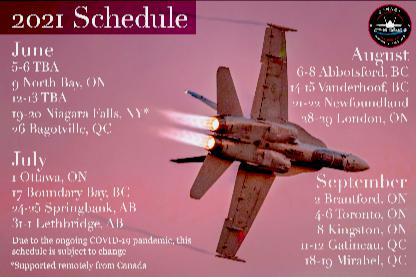 2021 Schedule
June
5-6 TBA
9 North Bay, ON
12-13 TBA
19-20 Niagara Falls, NY*
26 Bagotville, QC
July
1 Ottawa, ON
17 Boundary Bay, BC
24-25 Springbank, AB
31-1 Lethbridge, AB
Due to the ongoing COVID-19 pandemic, this
schedule is subject to change
*Supported remotely from Canada
August
6-8 Abbotsford, BC
14-15 Vanderhoof, BC
21-22 Newfoundland
28-29 London, ON
September
2 Brantford, ON
4-6 Toronto, ON
8 Kingston, ON
11-12 Gatineau, QC
18-19 Mirabel, QC